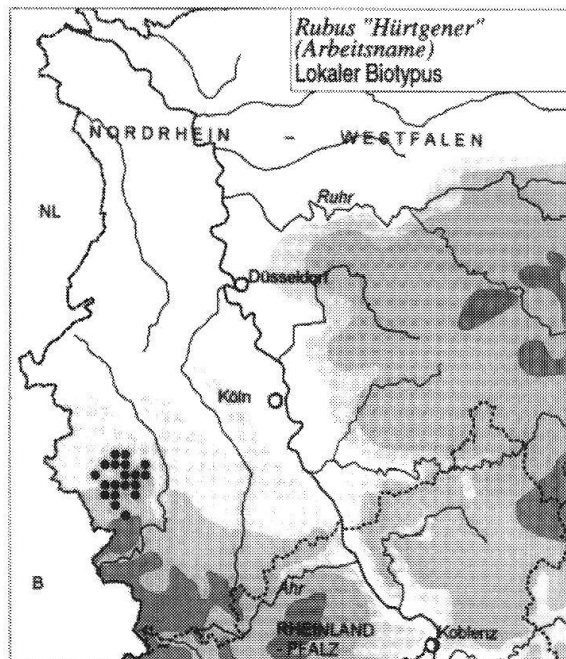 Rubus "Hürtgener"
(Arbeitsname)
Lokaler Biotypus
NORDRHEIN – WESTFALEN
NL
Ruhr
Düsseldorf
Köln
B
Ahr
RHEINLAND
- PFALZ
Koblenz